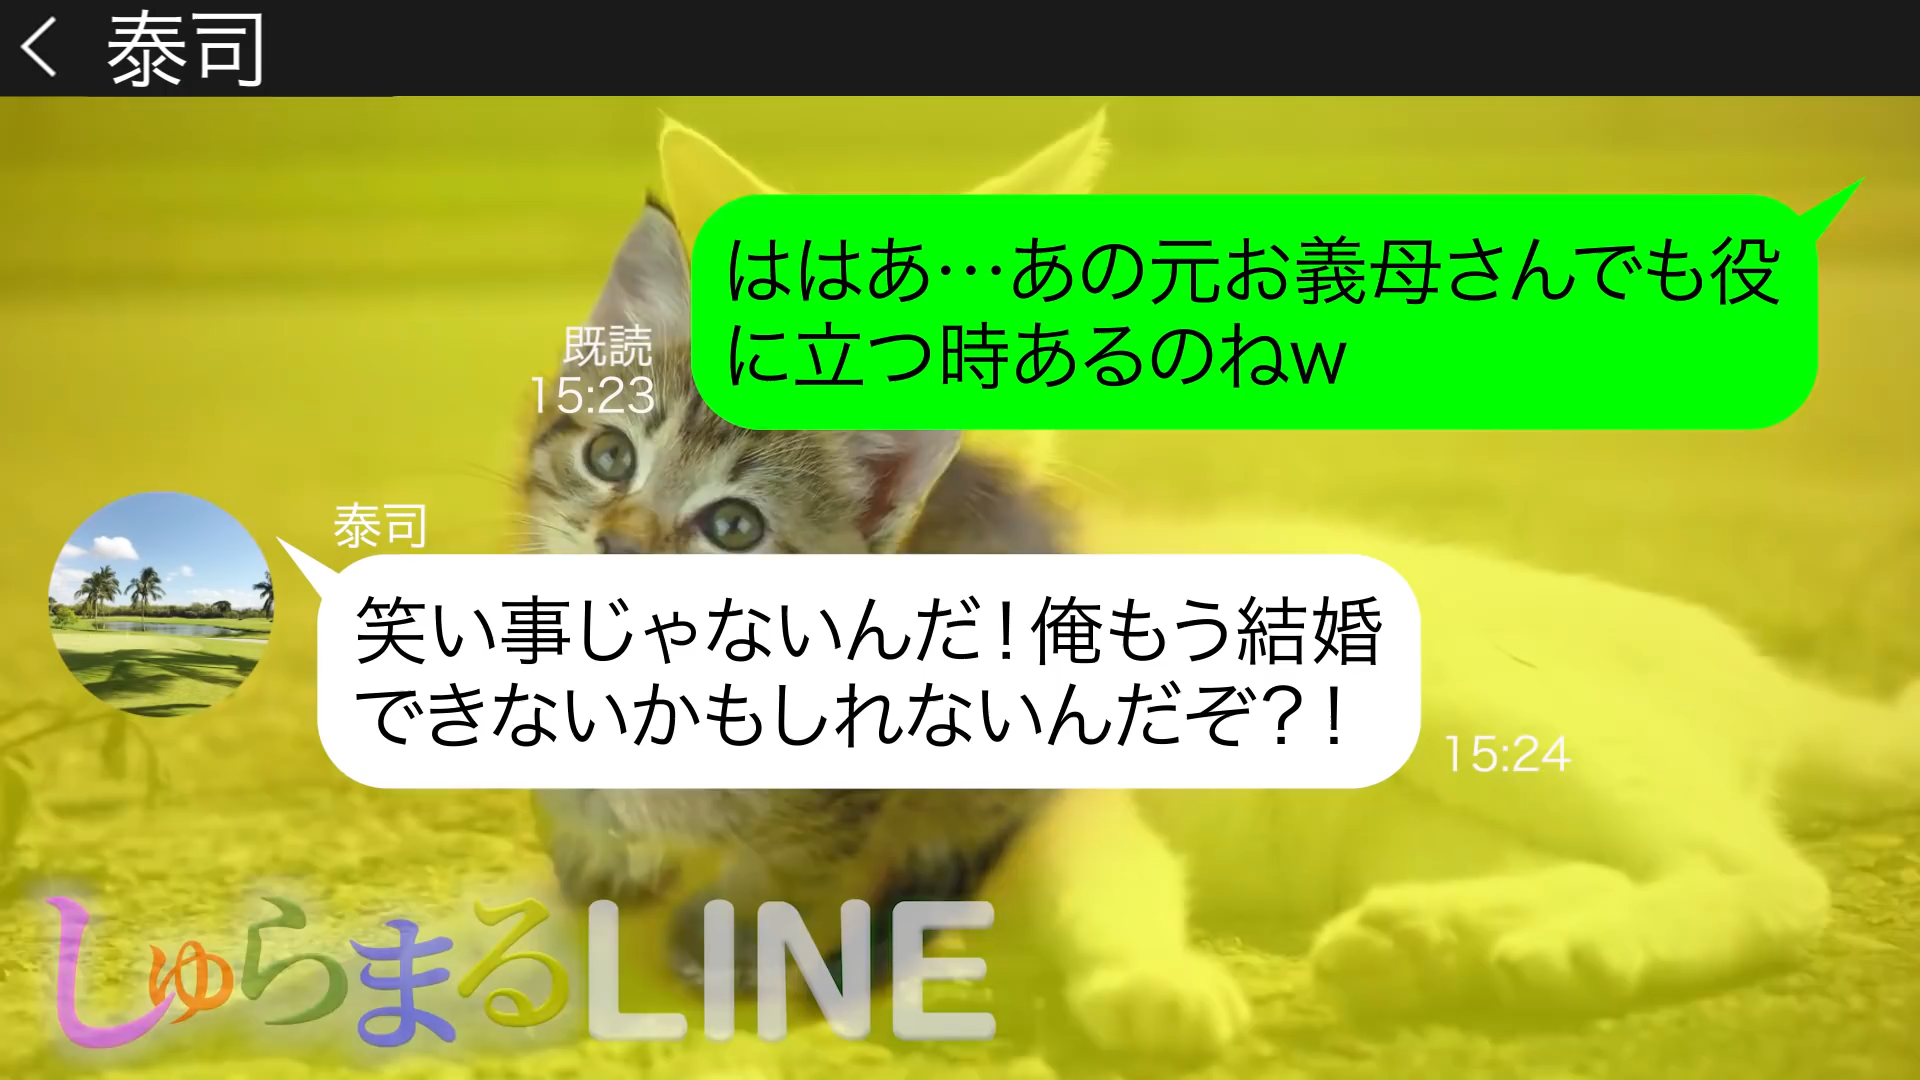 泰司
ははあ…あの元お義母さんでも役
に立つ時あるのねw
既読
15:23
泰司
笑い事じゃないんだ！俺もう結婚
できないかもしれないんだぞ？！
15:24
しゅらまるLINE